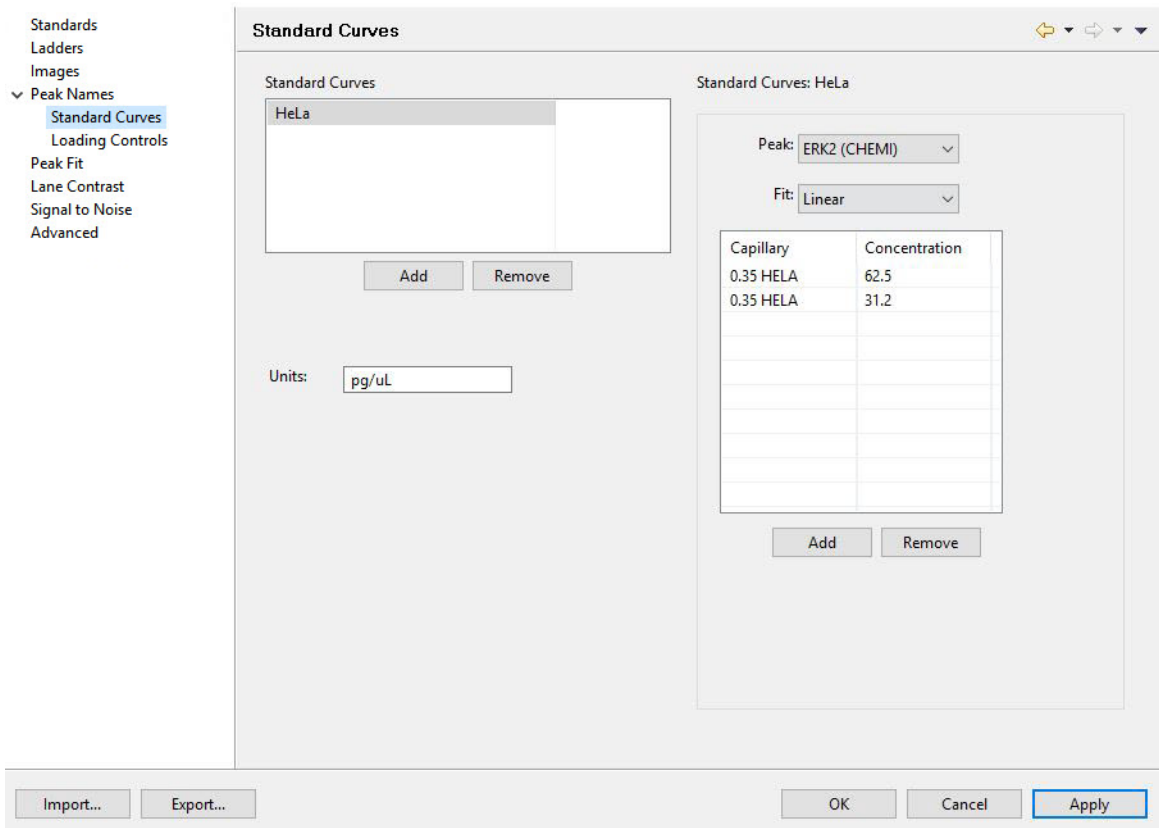 Standards
Ladders
Images
Peak Names
Standard Curves
Loading Controls
Peak Fit
Lane Contrast
Signal to Noise
Advanced
Standard Curves
Standard Curves
HeLa
Add Remove
Units: pg/uL
Standard Curves: HeLa
Peak: ERK2 (CHEMI)
Fit: Linear
Capillary Concentration
0.35 HELA 62.5
0.35 HELA 31.2
Add Remove
Import... Export... OK Cancel Apply